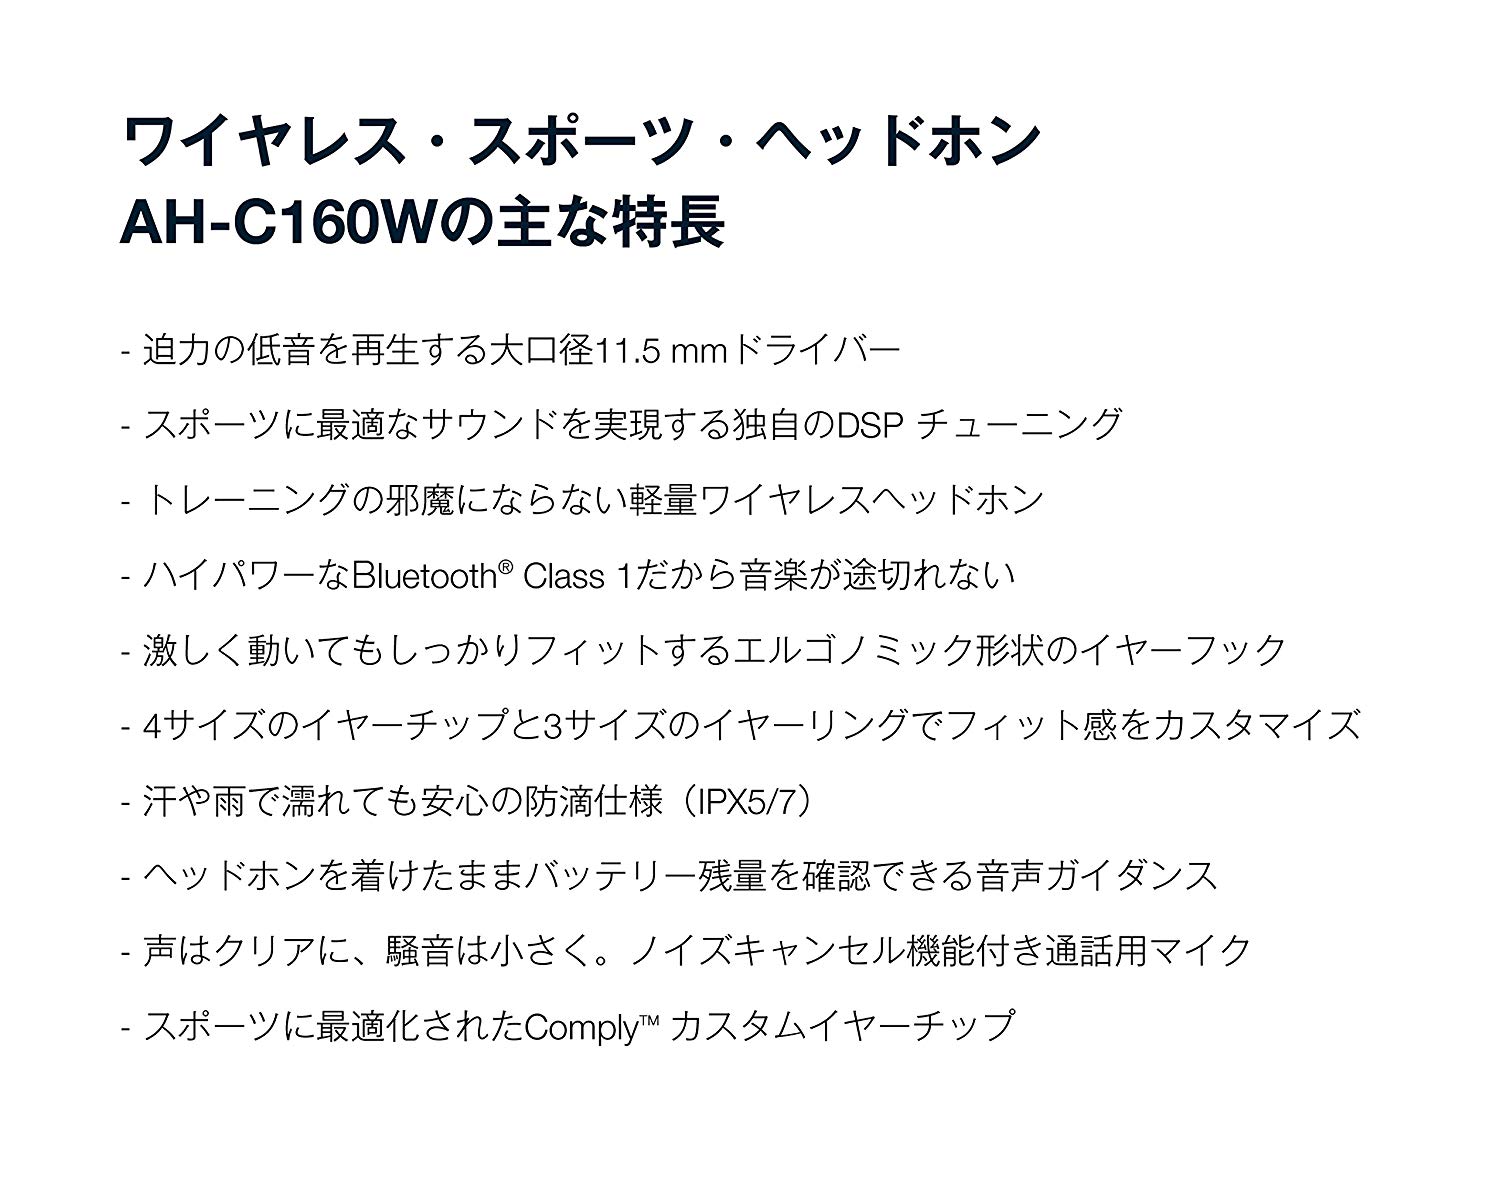 ワイヤレス・スポーツ・ヘッドホン
AH-C160Wの主な特長
- 迫力の低音を再生する大口径11.5 mmドライバー
- スポーツに最適なサウンドを実現する独自のDSP チューニング
- トレーニングの邪魔にならない軽量ワイヤレスヘッドホン
- ハイパワーなBluetooth® Class 1だから音楽が途切れない
- 激しく動いてもしっかりフィットするエルゴノミック形状のイヤーフック
- 4サイズのイヤーチップと3サイズのイヤーリングでフィット感をカスタマイズ
- 汗や雨で濡れても安心の防滴仕様（IPX5/7）
- ヘッドホンを着けたままバッテリー残量を確認できる音声ガイダンス
- 声はクリアに、騒音は小さく。ノイズキャンセル機能付き通話用マイク
- スポーツに最適化されたComply™ カスタムイヤーチップ